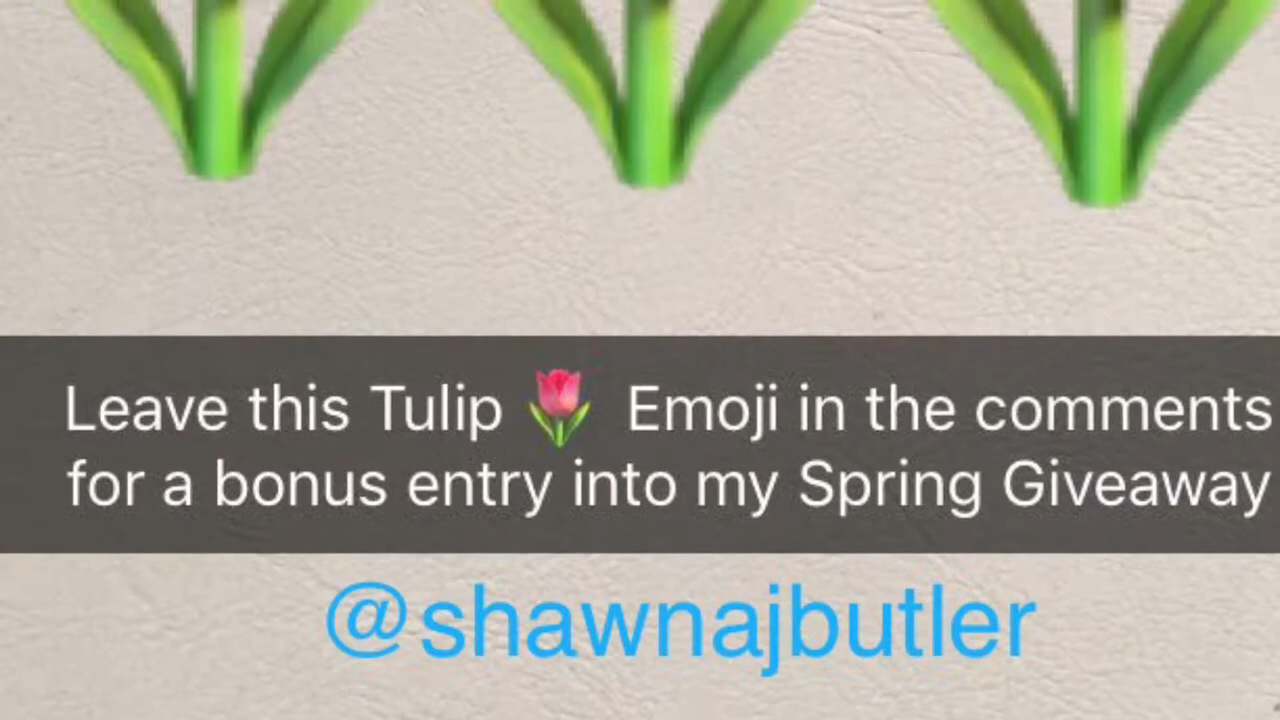 Leave this Tulip 🌷 Emoji in the comments
for a bonus entry into my Spring Giveaway
@shawnajbutler